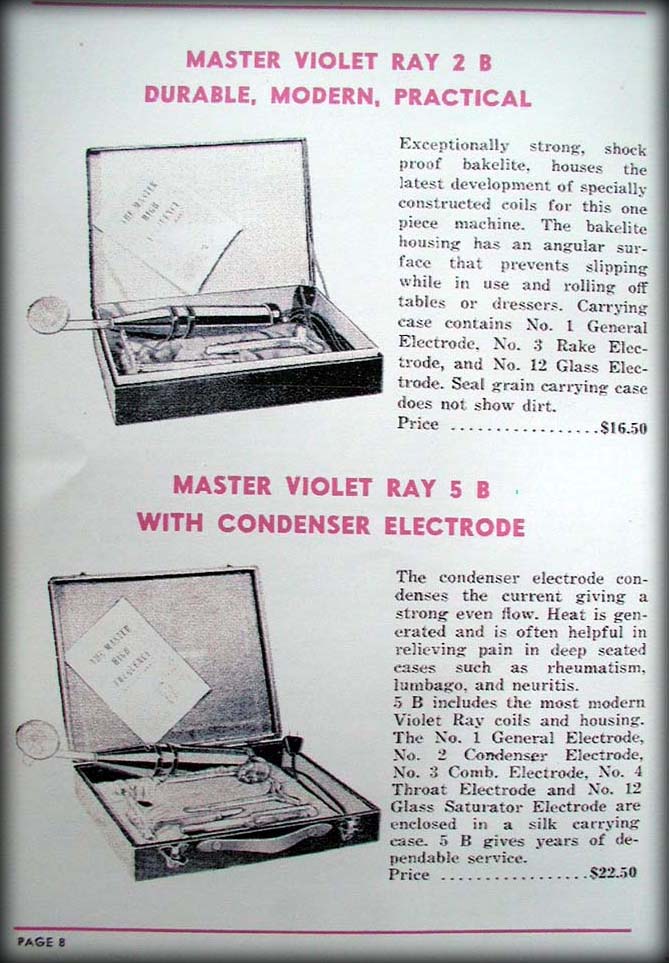 MASTER VIOLET RAY 2 B
DURABLE, MODERN, PRACTICAL
THE MASTER
HIGH
FREQUENCY
Exceptionally strong, shock
proof bakelite, houses the
latest development of specially
constructed coils for this one
piece machine. The bakelite
housing has an angular sur-
face that prevents slipping
while in use and rolling off
tables or dressers. Carrying
case contains No. 1 General
Electrode, No. 3 Rake Elec-
trode, and No. 12 Glass Elec-
trode. Seal grain carrying case
does not show dirt.
Price .................$16.50
MASTER VIOLET RAY 5 B
WITH CONDENSER ELECTRODE
THE MASTER
HIGH
FREQUENCY
The condenser electrode con-
denses the current giving a
strong even flow. Heat is gen-
erated and is often helpful in
relieving pain in deep seated
cases such as rheumatism,
lumbago, and neuritis.
5 B includes the most modern
Violet Ray coils and housing.
The No. 1 General Electrode,
No. 2 Condenser Electrode,
No. 3 Comb. Electrode, No. 4
Throat Electrode and No. 12
Glass Saturator Electrode are
enclosed in a silk carrying
case. 5 B gives years of de-
pendable service.
Price .................$22.50
PAGE 8